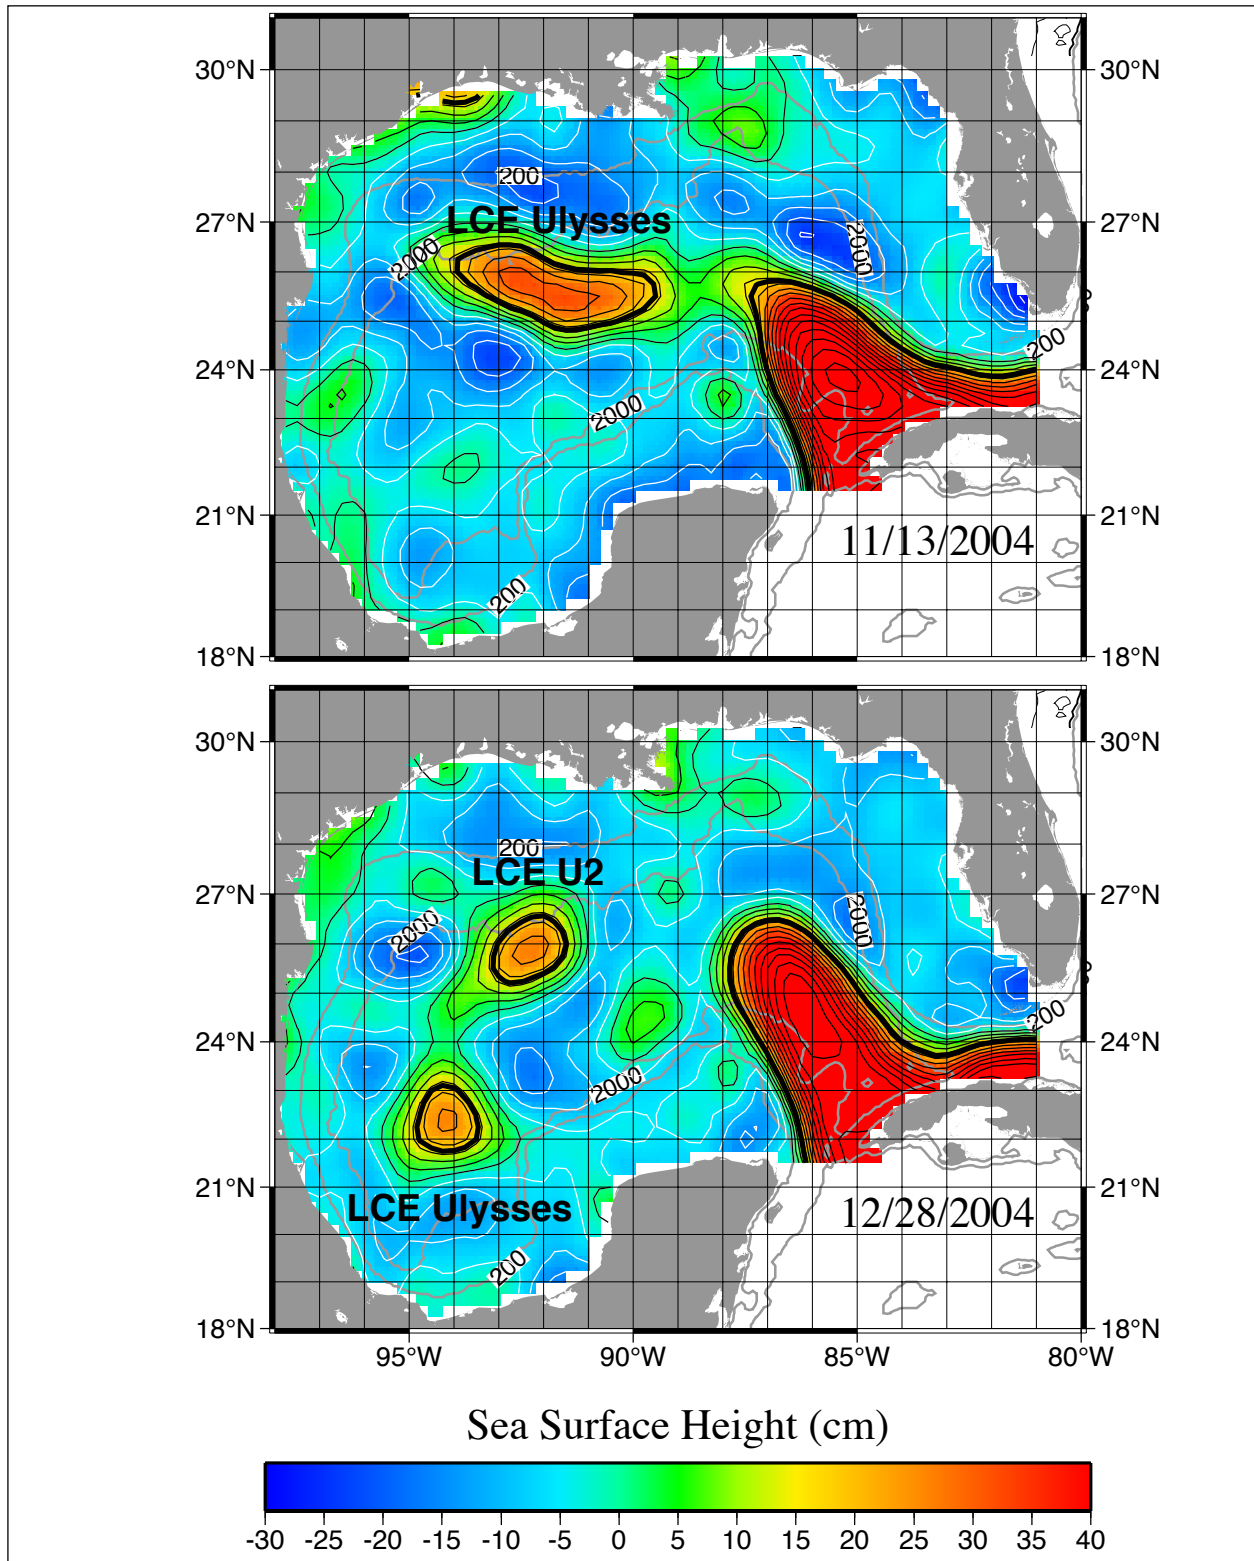 30°N 30°N
200
27°N LCE Ulysses 27°N
2000 2000
200
24°N 24°N
2000
21°N 21°N
11/13/2004
200
18°N 18°N
30°N 30°N
200
LCE U2
27°N 27°N
2000 2000
200
24°N 24°N
2000
21°N LCE Ulysses 12/28/2004 21°N
200
18°N 18°N
95°W 90°W 85°W 80°W
Sea Surface Height (cm)
-30 -25 -20 -15 -10 -5 0 5 10 15 20 25 30 35 40